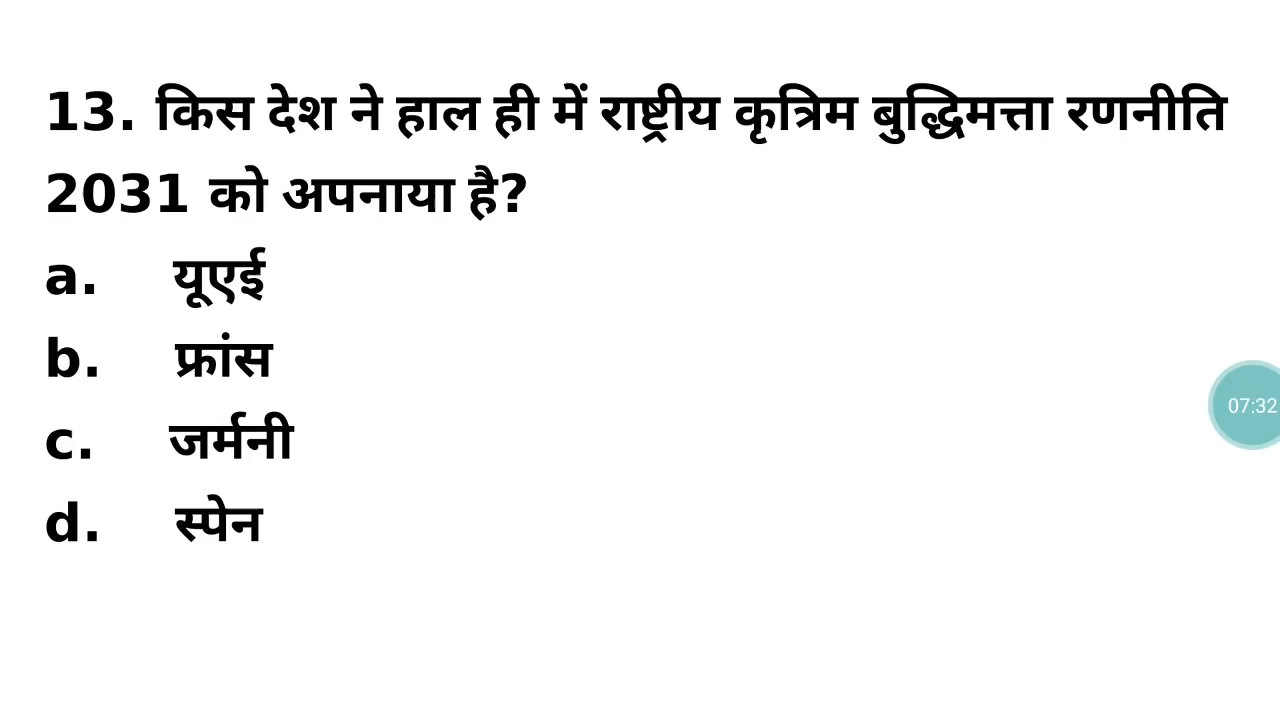 13. किस देश ने हाल ही में राष्ट्रीय कृत्रिम बुद्धिमत्ता रणनीति
2031 को अपनाया है?
a. यूएई
b. फ्रांस
c. जर्मनी
d. स्पेन
07:32